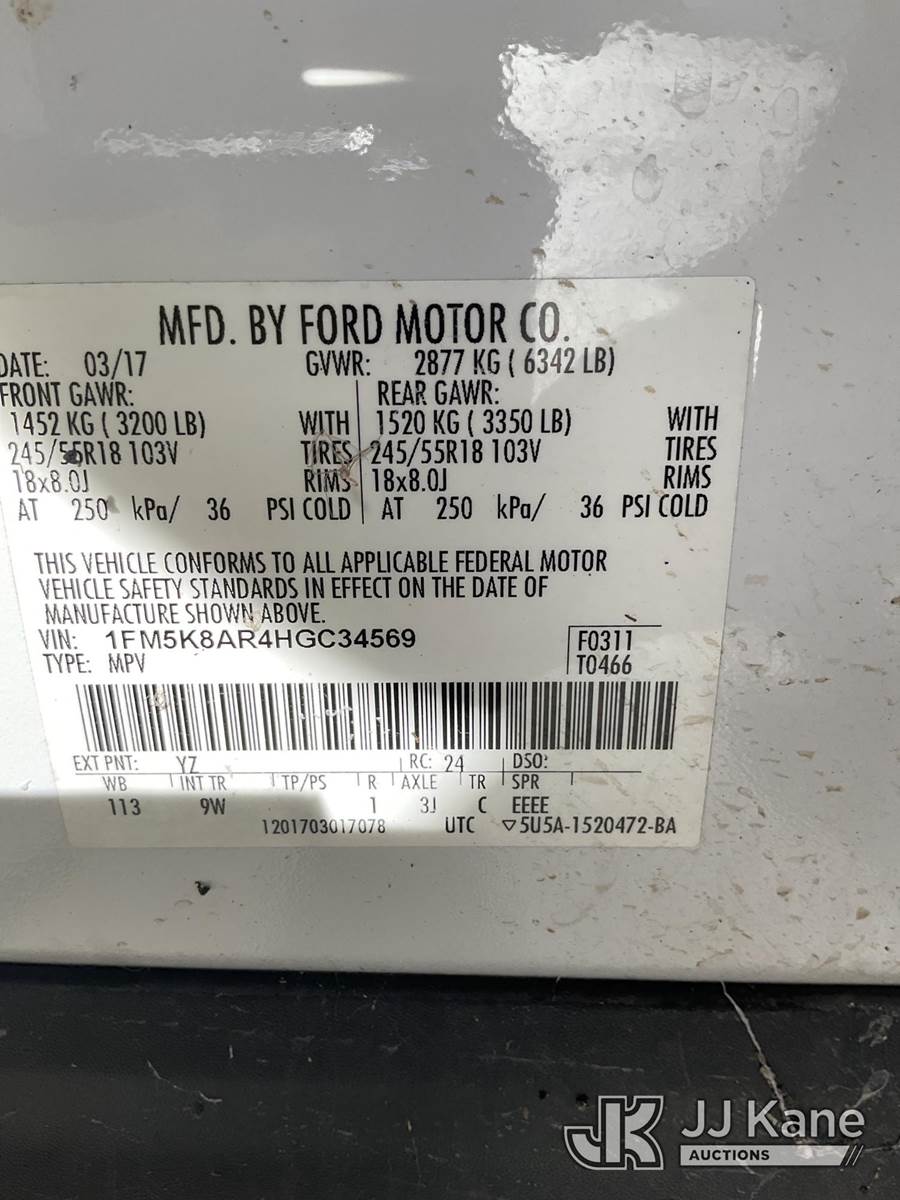 MFD. BY FORD MOTOR CO.
DATE: 03/17 GVWR: 2877 KG ( 6342 LB)
FRONT GAWR: REAR GAWR:
1452 KG ( 3200 LB) WITH 1520 KG ( 3350 LB) WITH
245/55R18 103V TIRES 245/55R18 103V TIRES
18x8.0J RIMS 18x8.0J RIMS
AT 250 kPa/ 36 PSI COLD AT 250 kPa/ 36 PSI COLD
THIS VEHICLE CONFORMS TO ALL APPLICABLE FEDERAL MOTOR
VEHICLE SAFETY STANDARDS IN EFFECT ON THE DATE OF
MANUFACTURE SHOWN ABOVE.
VIN: 1FM5K8AR4HGC34569 F0311
TYPE: MPV T0466
EXT PNT: YZ RC: 24 DSO:
WB INT TR TP/PS R AXLE TR SPR
113 9W 1 3J C EEEE
1201703017078 UTC ▽5U5A-1520472-BA
JK JJ Kane
AUCTIONS